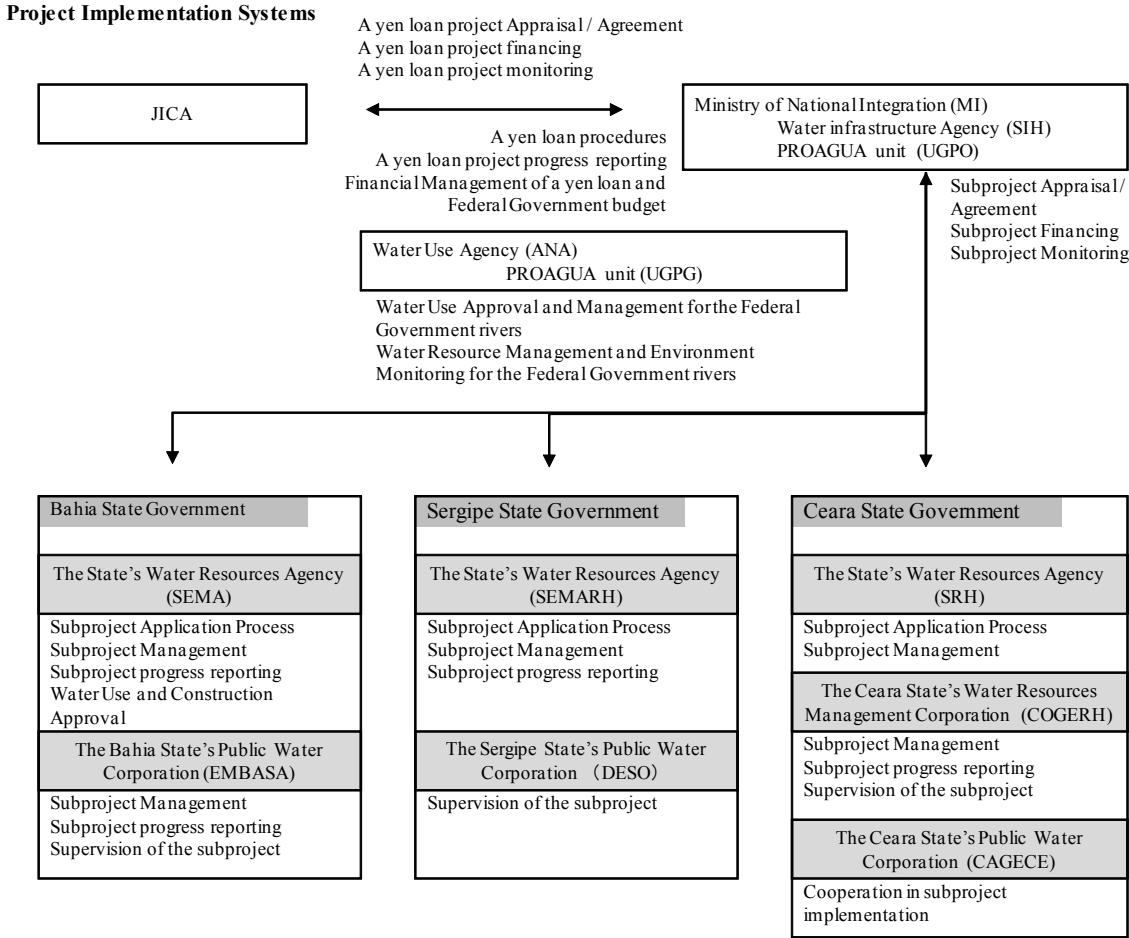 Project Implementation Systems
A yen loan project Appraisal / Agreement
A yen loan project financing
A yen loan project monitoring
JICA
Ministry of National Integration (MI)
Water infrastructure Agency (SIH)
PROAGUA unit (UGPO)
A yen loan procedures
A yen loan project progress reporting
Financial Management of a yen loan and
Federal Government budget
Subproject Appraisal/
Agreement
Subproject Financing
Subproject Monitoring
Water Use Agency (ANA)
PROAGUA unit (UGPG)
Water Use Approval and Management for the Federal
Government rivers
Water Resource Management and Environment
Monitoring for the Federal Government rivers
Bahia State Government
The State's Water Resources Agency
(SEMA)
Subproject Application Process
Subproject Management
Subproject progress reporting
Water Use and Construction
Approval
The Bahia State's Public Water
Corporation (EMBASA)
Subproject Management
Subproject progress reporting
Supervision of the subproject
Sergipe State Government
The State's Water Resources Agency
(SEMARH)
Subproject Application Process
Subproject Management
Subproject progress reporting
The Sergipe State's Public Water
Corporation （DESO）
Supervision of the subproject
Ceara State Government
The State's Water Resources Agency
(SRH)
Subproject Application Process
Subproject Management
The Ceara State's Water Resources
Management Corporation (COGERH)
Subproject Management
Subproject progress reporting
Supervision of the subproject
The Ceara State's Public Water
Corporation (CAGECE)
Cooperation in subproject
implementation